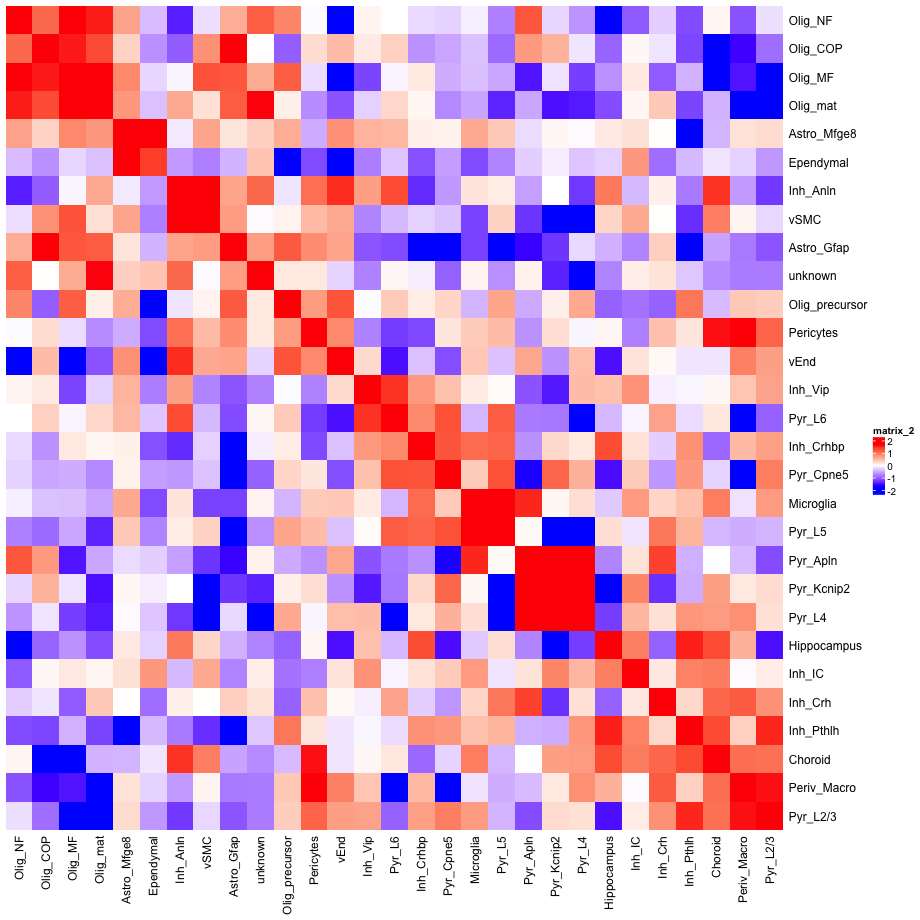 Olig_NF
Olig_COP
Olig_MF
Olig_mat
Astro_Mfge8
Ependymal
Inh_Anln
vSMC
Astro_Gfap
unknown
Olig_precursor
Pericytes
vEnd
Inh_Vip
Pyr_L6
Inh_Crhbp
Pyr_Cpne5
Microglia
Pyr_L5
Pyr_Apln
Pyr_Kcnip2
Pyr_L4
Hippocampus
Inh_IC
Inh_Crh
Inh_Pthlh
Choroid
Periv_Macro
Pyr_L2/3
matrix_2
2
1
0
-1
-2
Olig_NF
Olig_COP
Olig_MF
Olig_mat
Astro_Mfge8
Ependymal
Inh_Anln
vSMC
Astro_Gfap
unknown
Olig_precursor
Pericytes
vEnd
Inh_Vip
Pyr_L6
Inh_Crhbp
Pyr_Cpne5
Microglia
Pyr_L5
Pyr_Apln
Pyr_Kcnip2
Pyr_L4
Hippocampus
Inh_IC
Inh_Crh
Inh_Pthlh
Choroid
Periv_Macro
Pyr_L2/3